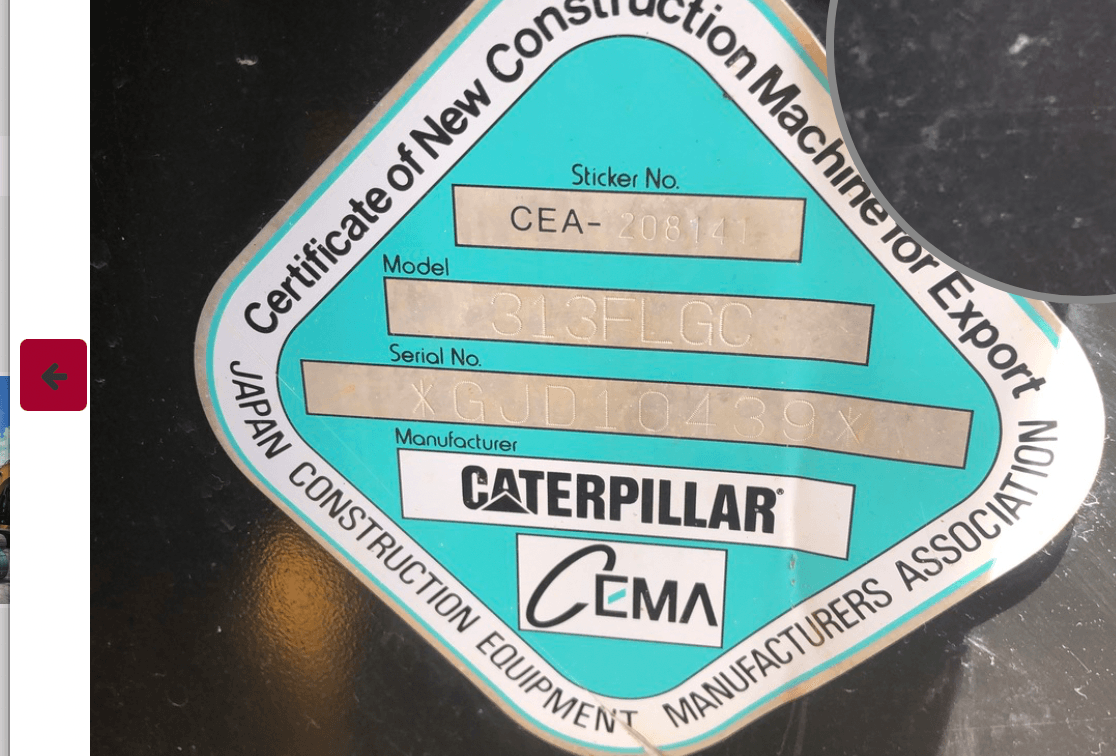 Certificate of New Construction Machine for Export
Sticker No.
CEA-208141
Model
313FLGC
Serial No.
*GJD10439*
Manufacturer
CATERPILLAR®
CEMA
JAPAN CONSTRUCTION EQUIPMENT MANUFACTURERS ASSOCIATION